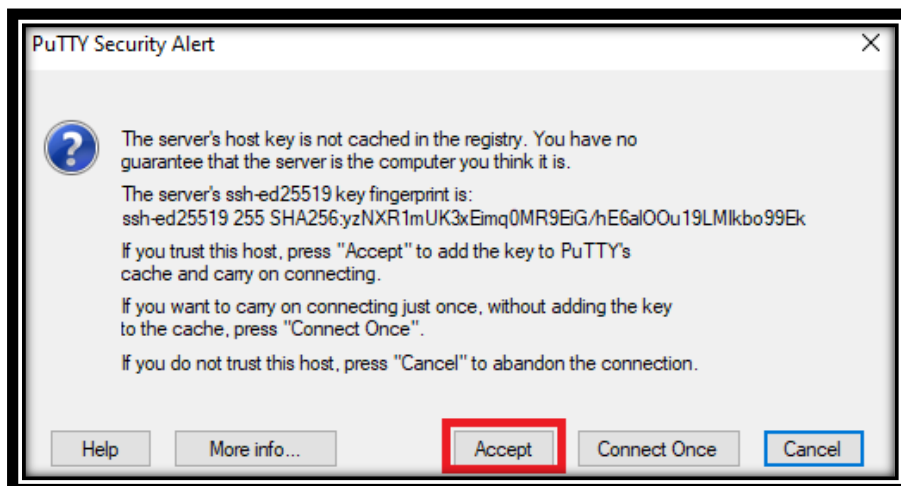 PuTTY Security Alert
The server's host key is not cached in the registry. You have no
guarantee that the server is the computer you think it is.
The server's ssh-ed25519 key fingerprint is:
ssh-ed25519 255 SHA256:yzNXR1mUK3xEimq0MR9EiG/hE6alOOu19LMIkbo99Ek
If you trust this host, press "Accept" to add the key to PuTTY's
cache and carry on connecting.
If you want to carry on connecting just once, without adding the key
to the cache, press "Connect Once".
If you do not trust this host, press "Cancel" to abandon the connection.
Help More info... Accept Connect Once Cancel